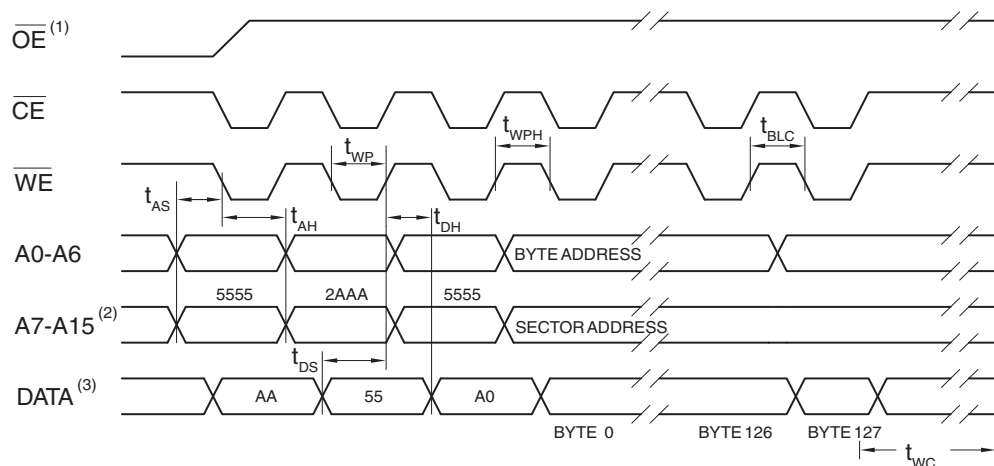 OE (1)
CE
tWPH
tBLC
tWP
WE
tAS
tAH
tDH
A0-A6
BYTE ADDRESS
5555
2AAA
5555
A7-A15 (2)
SECTOR ADDRESS
tDS
DATA (3)
AA
55
A0
BYTE 0
BYTE 126
BYTE 127
tWC